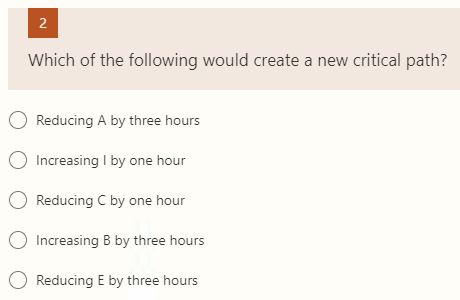 2
Which of the following would create a new critical path?
Reducing A by three hours
Increasing I by one hour
Reducing C by one hour
Increasing B by three hours
Reducing E by three hours